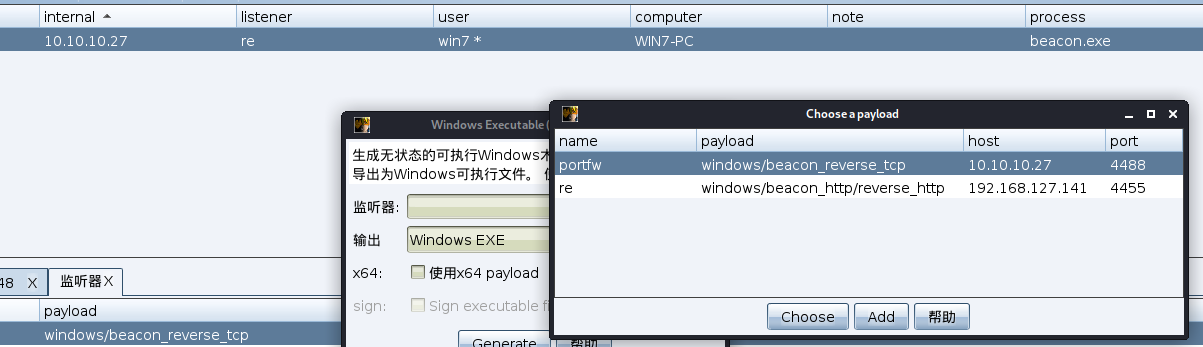 internal listener user computer note process
10.10.10.27 re win7 * WIN7-PC beacon.exe
Windows Executable (
生成无状态的可执行Windows木
导出为Windows可执行文件。
监听器:
输出 Windows EXE
x64: 使用x64 payload
sign: Sign executable fi
Generate 帮助
Choose a payload
name payload host port
portfw windows/beacon_reverse_tcp 10.10.10.27 4488
re windows/beacon_http/reverse_http 192.168.127.141 4455
Choose Add 帮助
48 X 监听器 X
payload
windows/beacon_reverse_tcp